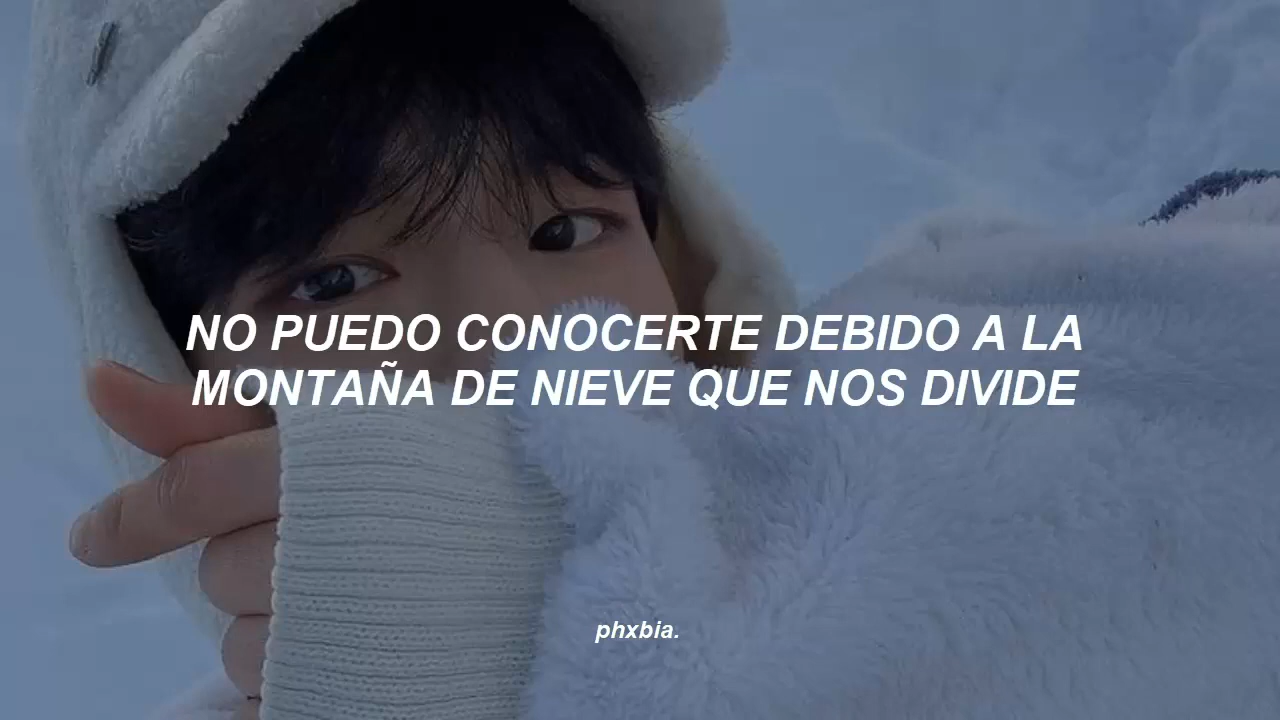 NO PUEDO CONOCERTE DEBIDO A LA
MONTAÑA DE NIEVE QUE NOS DIVIDE
phxbia.